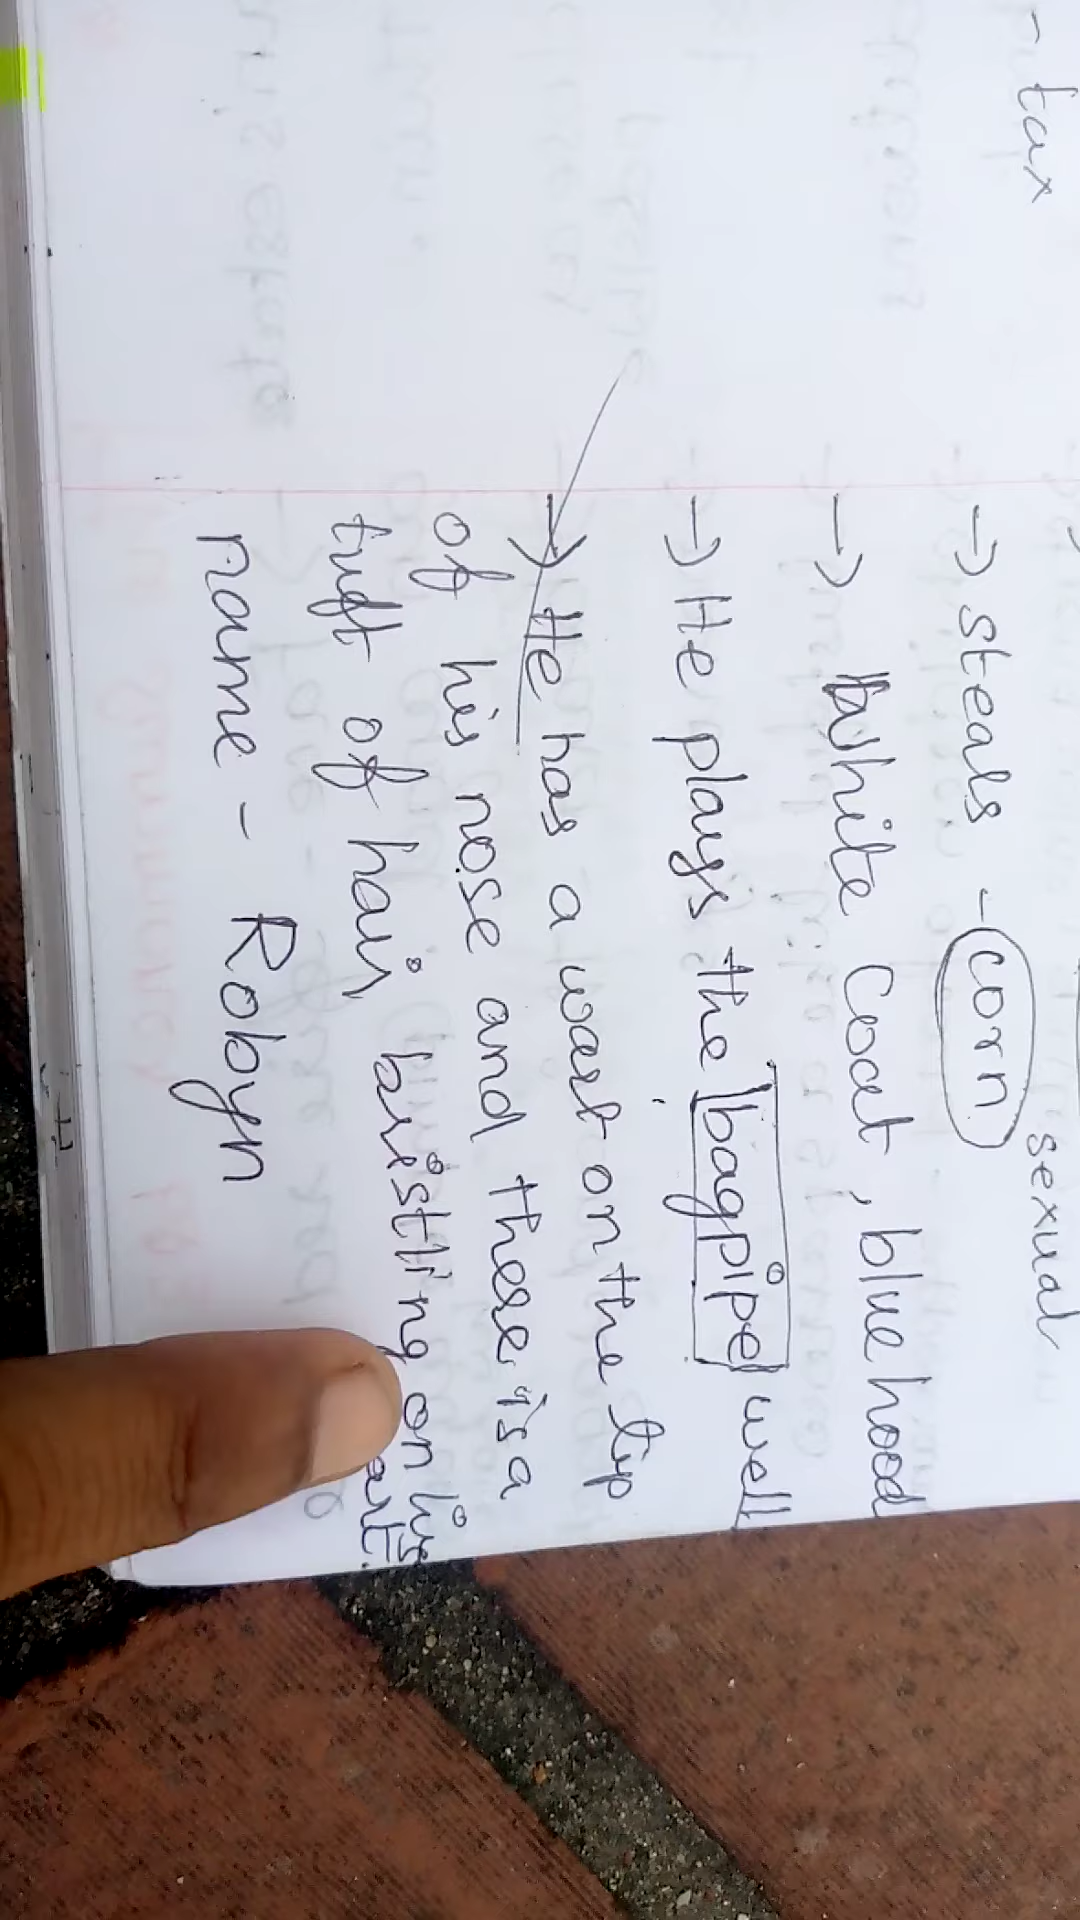 - tax
sexual
→ steals - corn
→ White Coat, blue hood
→ He plays the bagpipe well
→ He has a wart on the tip
of his nose and there is a
tuft of hair bristling on his
name - Robyn